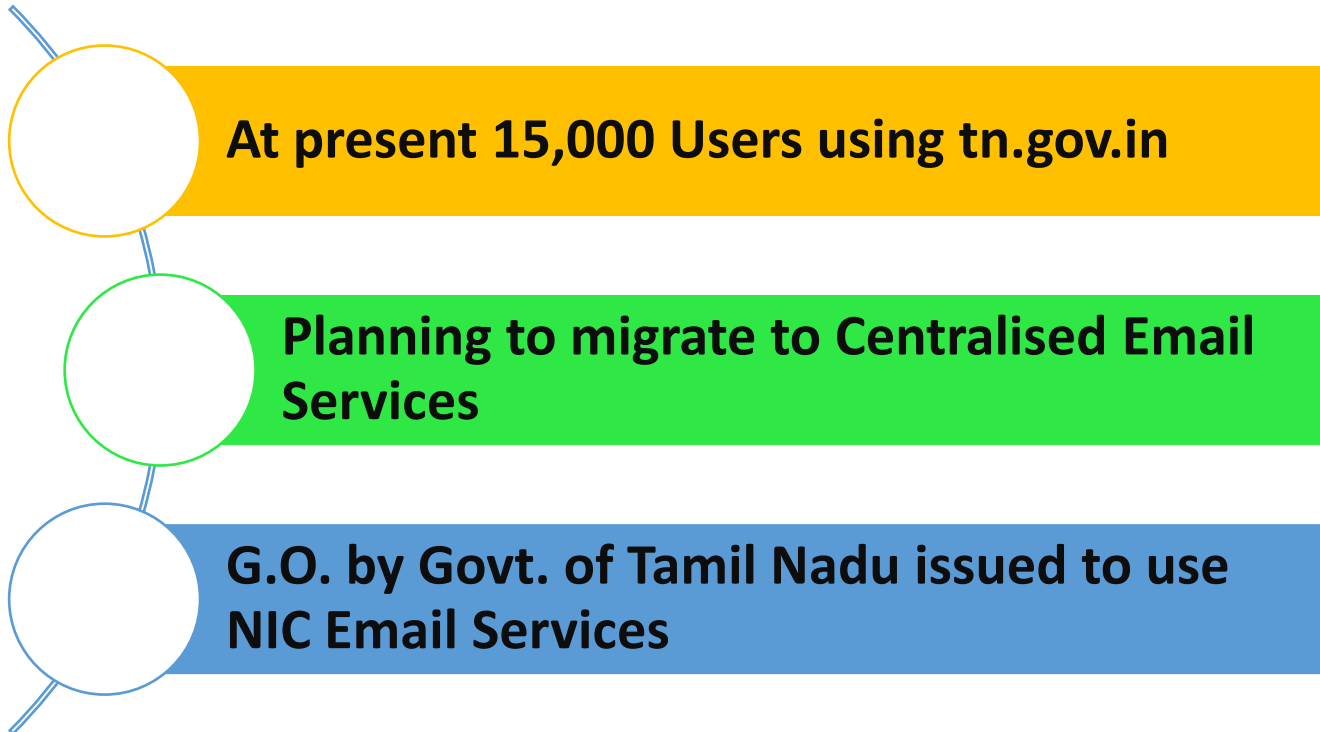 At present 15,000 Users using tn.gov.in
Planning to migrate to Centralised Email
Services
G.O. by Govt. of Tamil Nadu issued to use
NIC Email Services